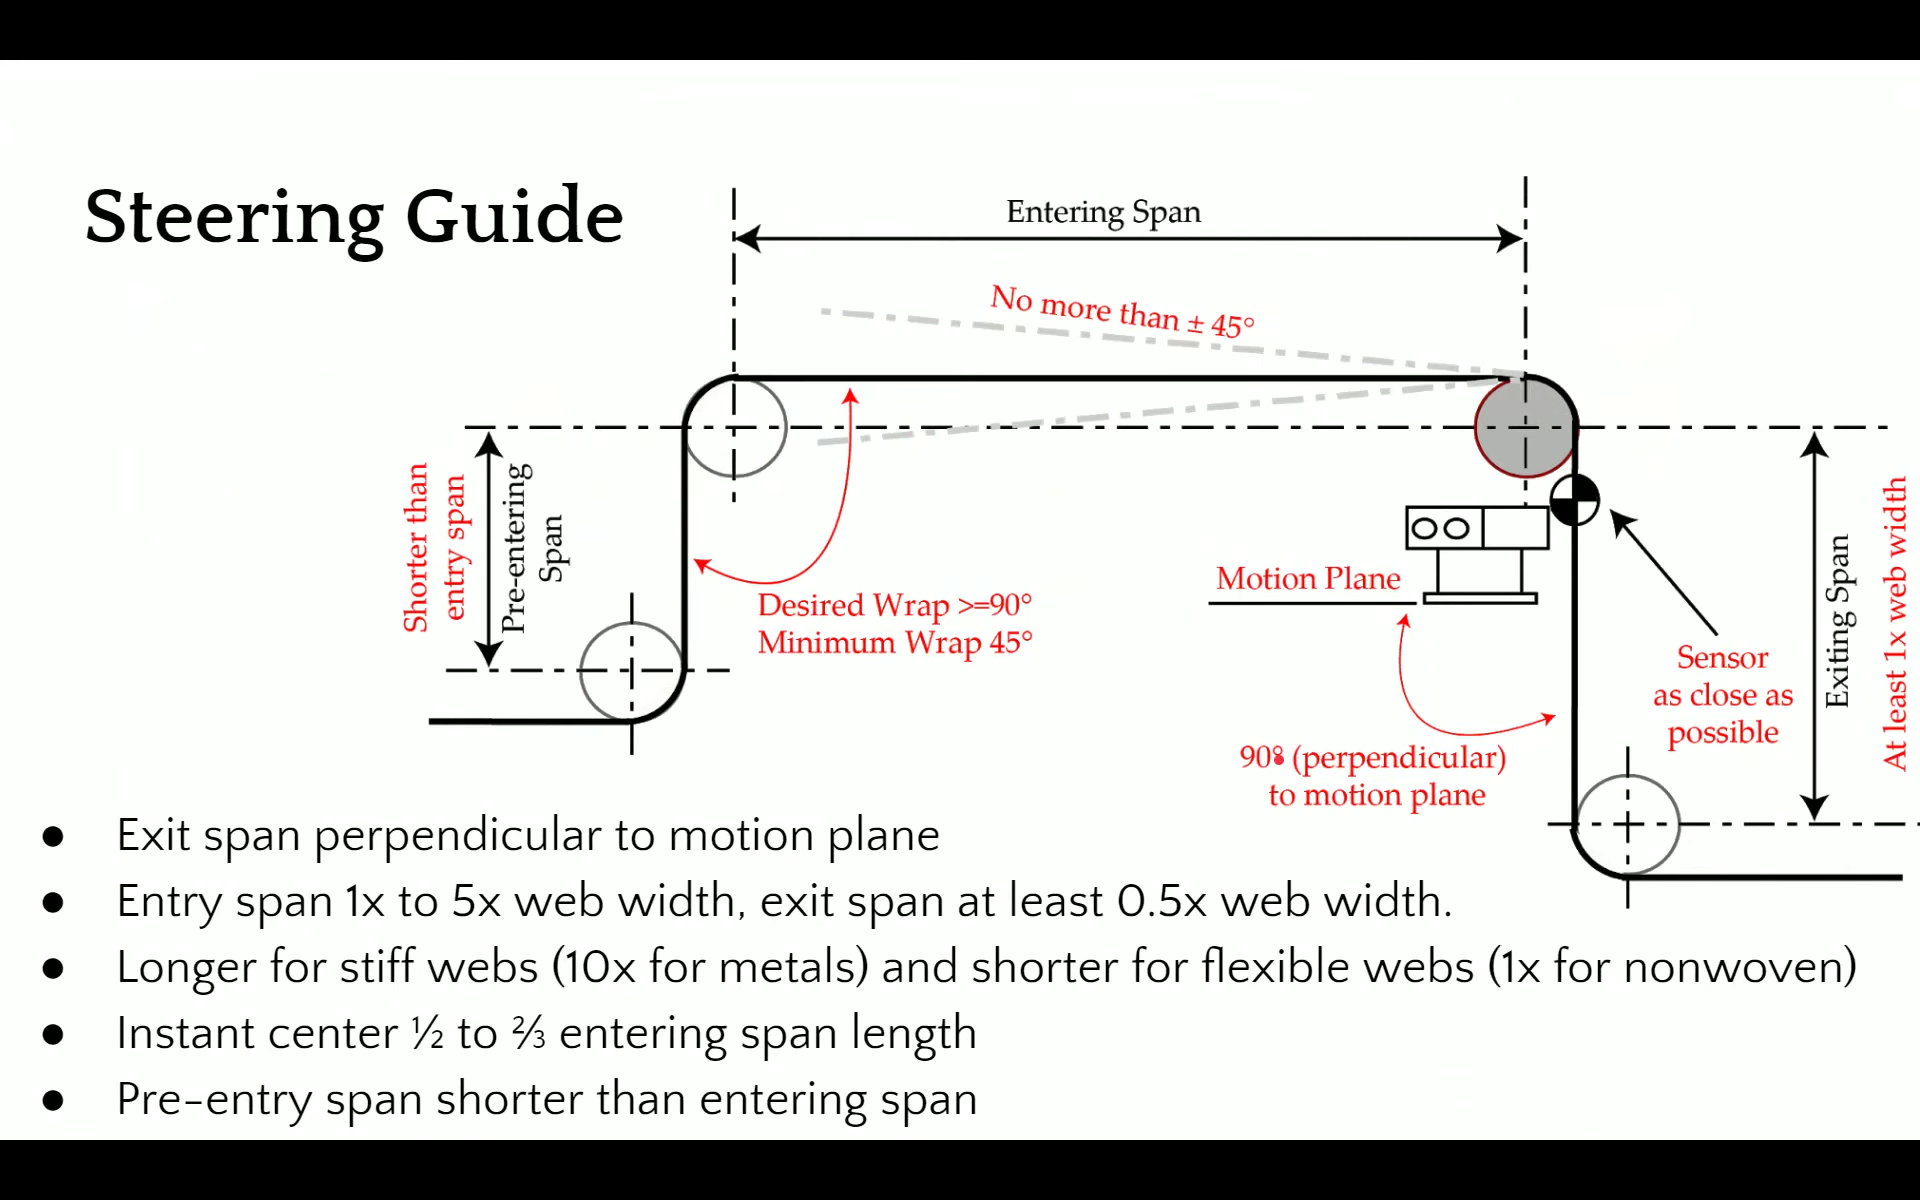 Steering Guide
Entering Span
No more than ± 45°
Shorter than
entry span
Pre-entering
Span
Desired Wrap >=90°
Minimum Wrap 45°
Motion Plane
90° (perpendicular)
to motion plane
Sensor
as close as
possible
Exiting Span
At least 1x web width
● Exit span perpendicular to motion plane
● Entry span 1x to 5x web width, exit span at least 0.5x web width.
● Longer for stiff webs (10x for metals) and shorter for flexible webs (1x for nonwoven)
● Instant center ½ to ⅔ entering span length
● Pre-entry span shorter than entering span